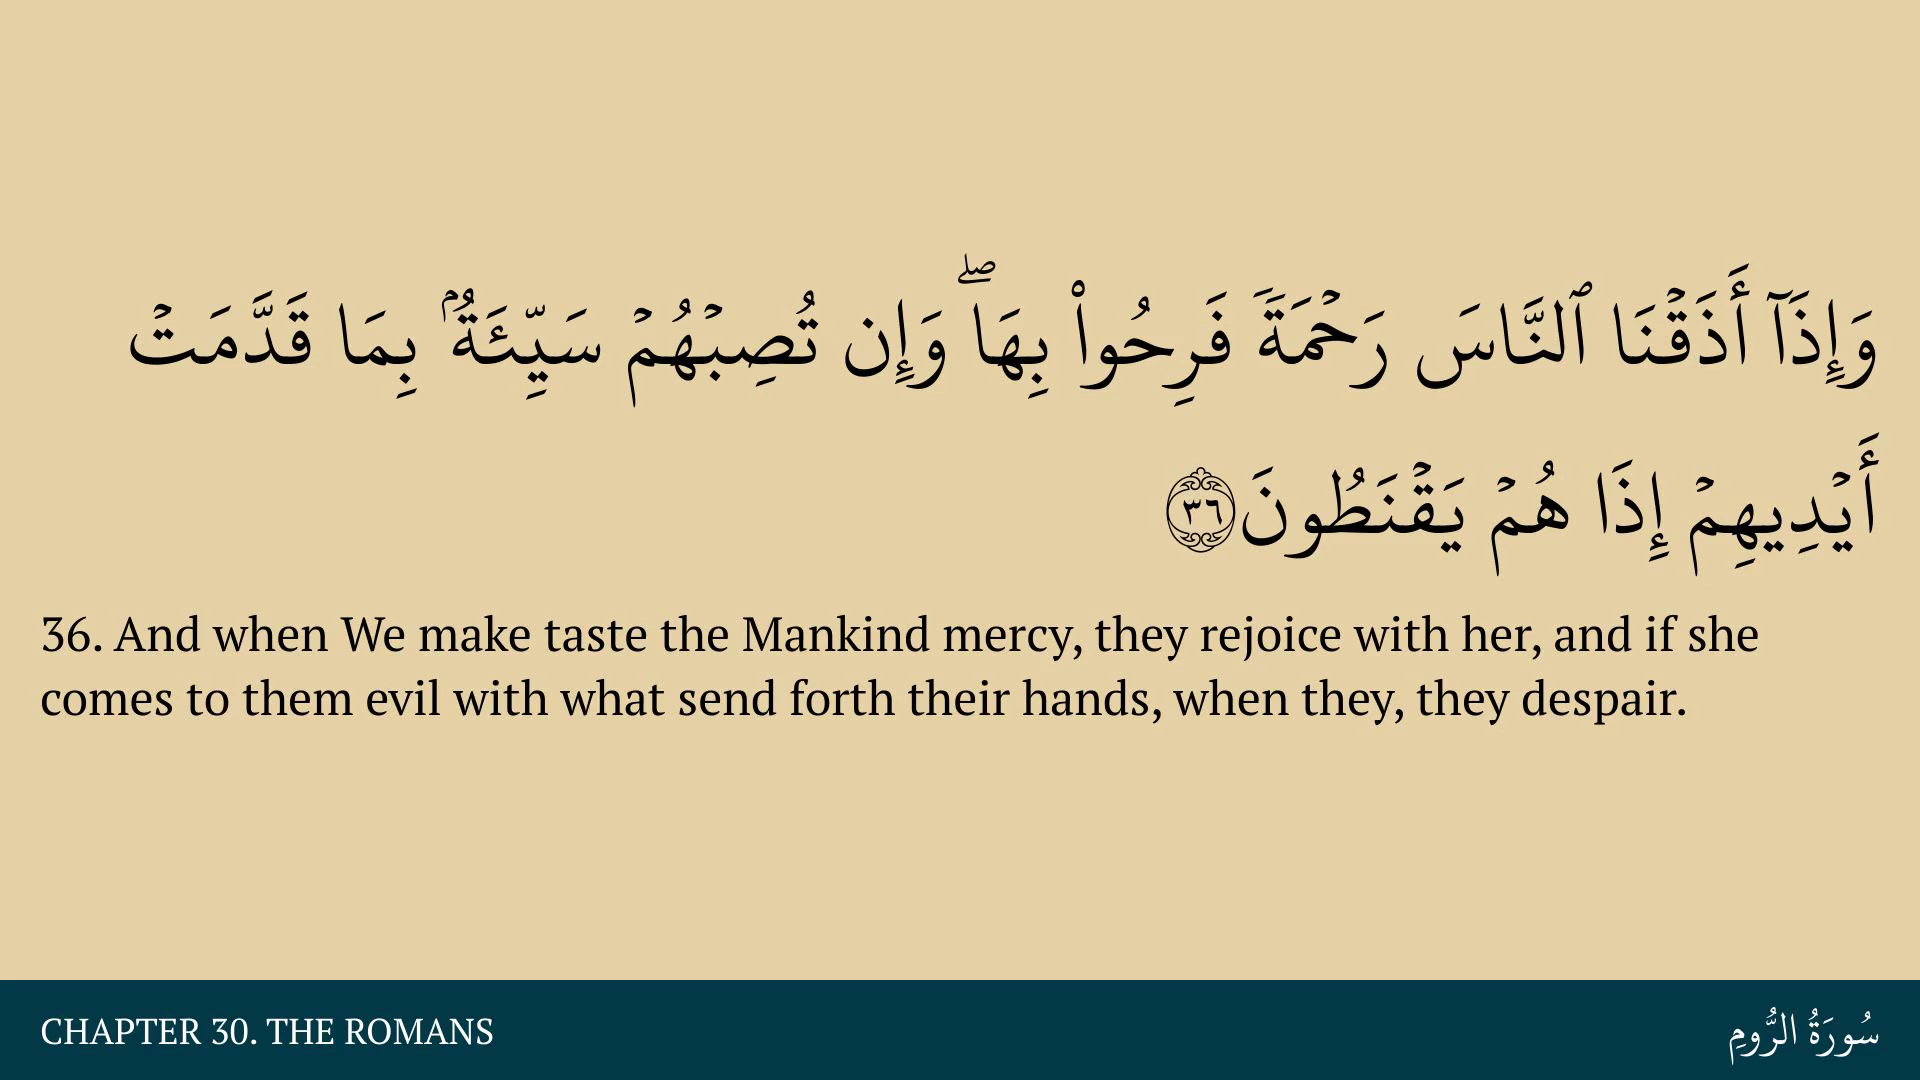 وَإِذَآ أَذَقۡنَا ٱلنَّاسَ رَحۡمَةٗ فَرِحُواْ بِهَاۖ وَإِن تُصِبۡهُمۡ سَيِّئَةُۢ بِمَا قَدَّمَتۡ
أَيۡدِيهِمۡ إِذَا هُمۡ يَقۡنَطُونَ ٣٦
36. And when We make taste the Mankind mercy, they rejoice with her, and if she
comes to them evil with what send forth their hands, when they, they despair.
CHAPTER 30. THE ROMANS
سُورَةُ الرُّومِ